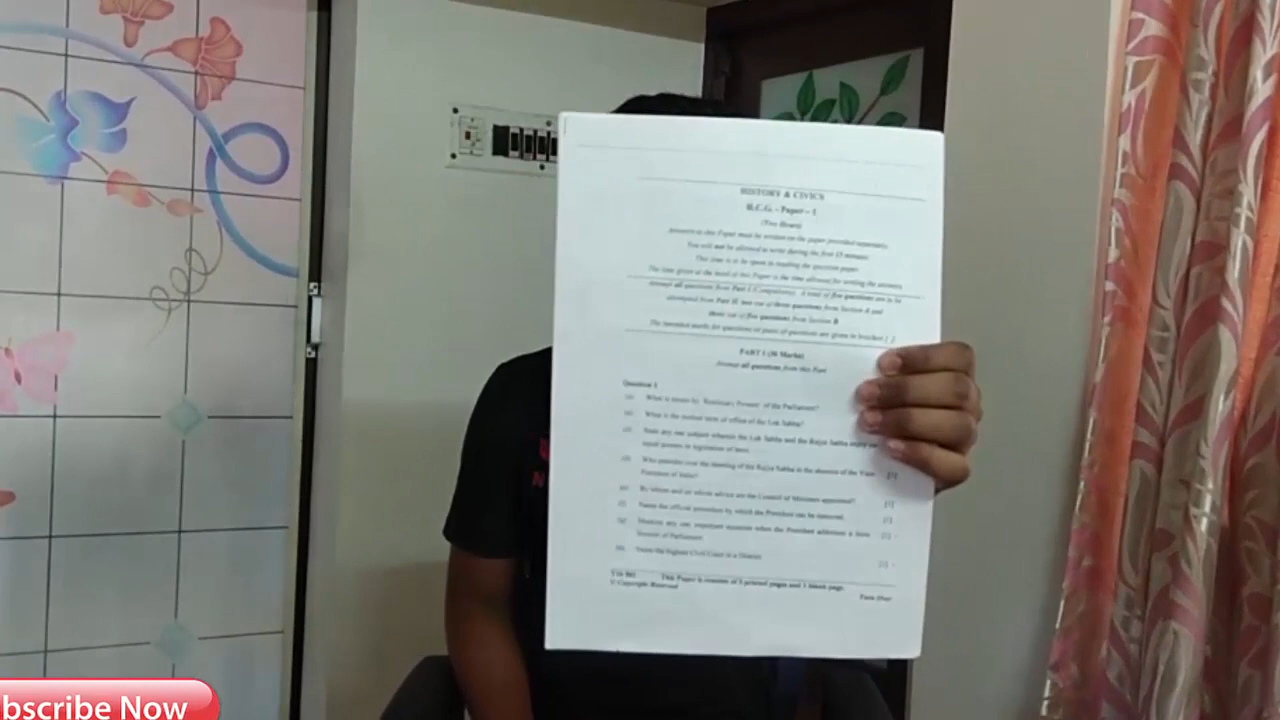 HISTORY & CIVICS
H.C.G. - Paper - 1
(Two Hours)
Answers to this Paper must be written on the paper provided separately.
You will not be allowed to write during the first 15 minutes.
This time is to be spent in reading the question paper.
The time given at the head of this Paper is the time allowed for writing the answers.
Attempt all questions from Part I (Compulsory). A total of five questions are to be
attempted from Part II, two out of three questions from Section A and
three out of five questions from Section B.
The intended marks for questions or parts of questions are given in brackets [ ].
PART I (30 Marks)
Attempt all questions from this Part
Question 1
What is meant by 'Residuary Powers' of the Parliament?
What is the normal term of office of the Lok Sabha?
State any one subject wherein the Lok Sabha and the Rajya Sabha enjoy
equal powers in legislation of laws.
Who presides over the meeting of the Rajya Sabha in the absence of the Vice
President of India?
By whom and on whose advice are the Council of Ministers appointed?
Name the official procedure by which the President can be removed.
Mention any one important occasion when the President addresses a Joint
Session of Parliament.
Name the highest Civil Court in a District.
This Paper is consists of 5 printed pages and 1 blank page.
© Copyright Reserved
Turn Over
bscribe Now